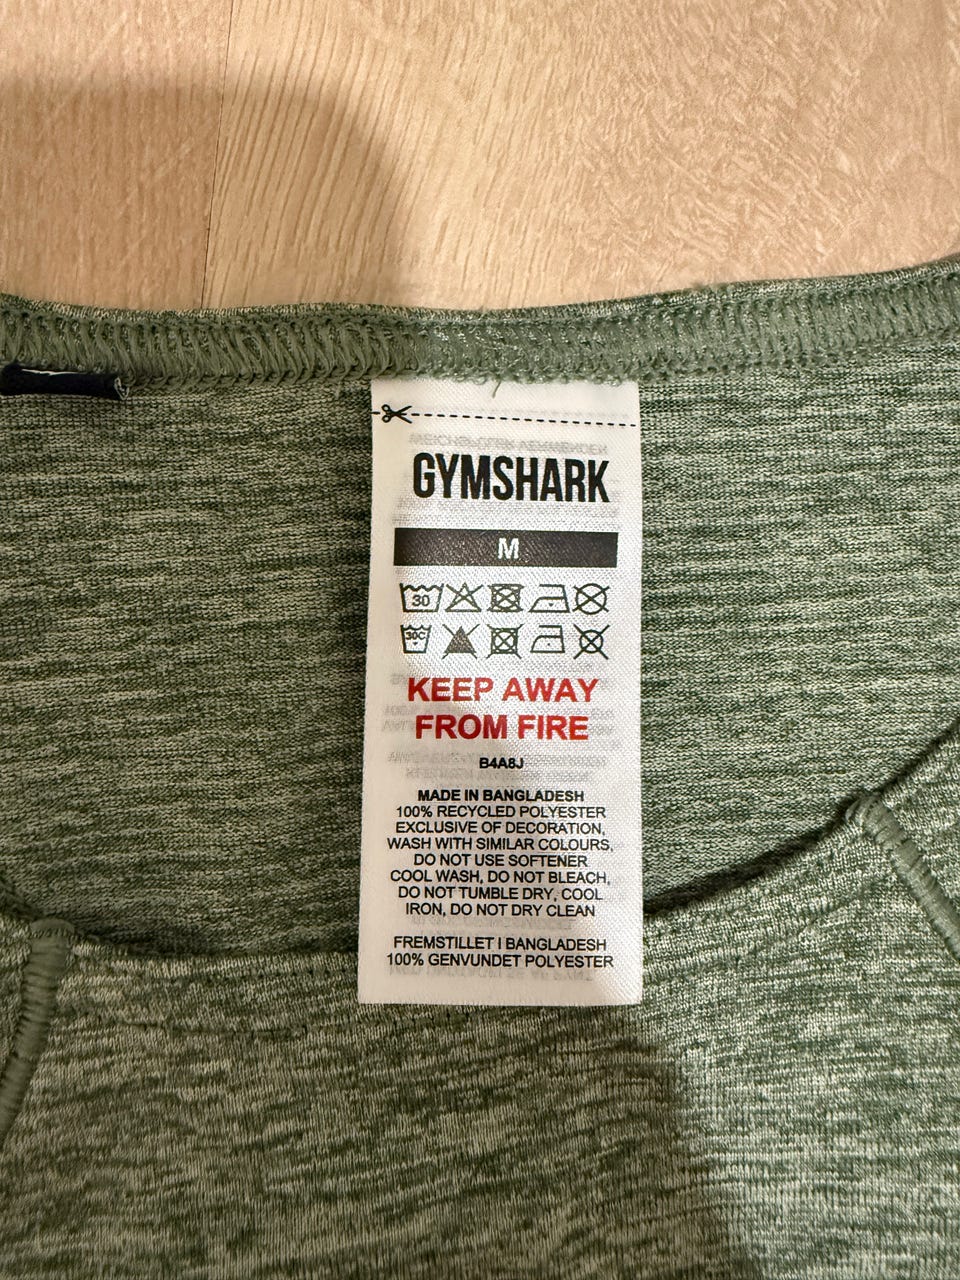 GYMSHARK
M
30
30C
KEEP AWAY
FROM FIRE
B4A8J
MADE IN BANGLADESH
100% RECYCLED POLYESTER
EXCLUSIVE OF DECORATION,
WASH WITH SIMILAR COLOURS,
DO NOT USE SOFTENER
COOL WASH, DO NOT BLEACH,
DO NOT TUMBLE DRY, COOL
IRON, DO NOT DRY CLEAN
FREMSTILLET I BANGLADESH
100% GENVUNDET POLYESTER